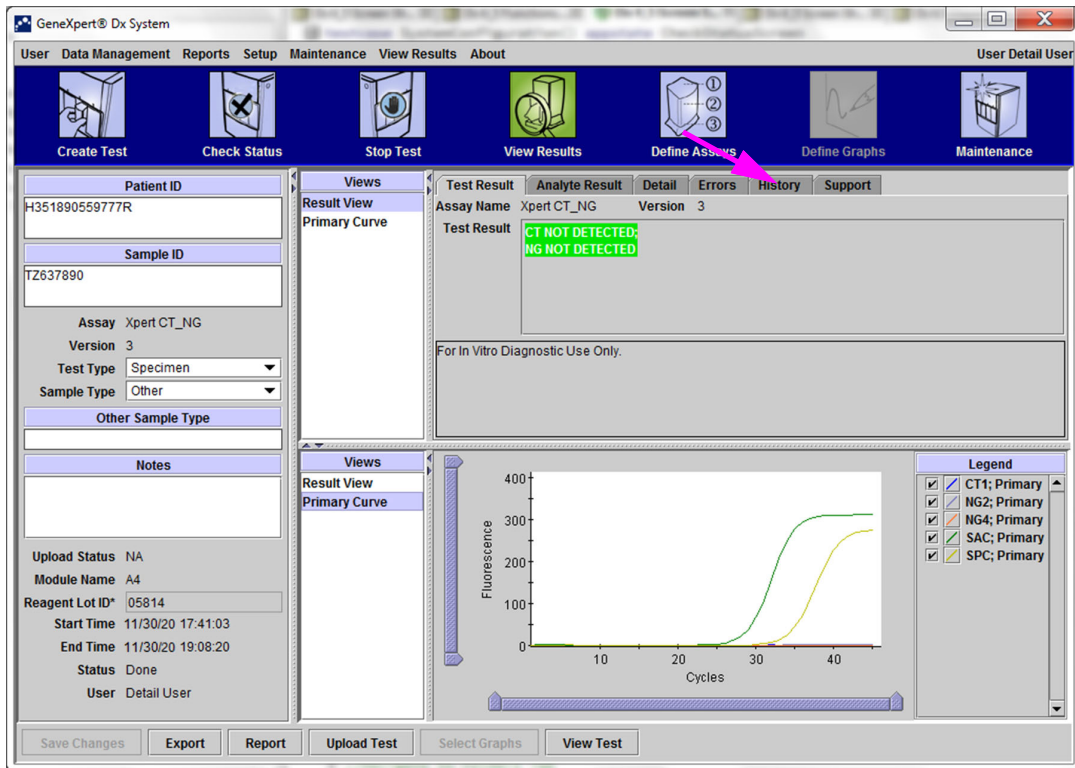 GeneXpert® Dx System
User Data Management Reports Setup Maintenance View Results About User Detail User
Create Test Check Status Stop Test View Results Define Assays Define Graphs Maintenance
Patient ID
H351890559777R
Sample ID
TZ637890
Assay Xpert CT_NG
Version 3
Test Type Specimen
Sample Type Other
Other Sample Type
Notes
Upload Status NA
Module Name A4
Reagent Lot ID* 05814
Start Time 11/30/20 17:41:03
End Time 11/30/20 19:08:20
Status Done
User Detail User
Views
Result View
Primary Curve
Test Result Analyte Result Detail Errors History Support
Assay Name Xpert CT_NG Version 3
Test Result CT NOT DETECTED;
NG NOT DETECTED
For In Vitro Diagnostic Use Only.
Views
Result View
Primary Curve
400
300
200
100
0
Fluorescence
10 20 30 40
Cycles
Legend
CT1; Primary
NG2; Primary
NG4; Primary
SAC; Primary
SPC; Primary
Save Changes Export Report Upload Test Select Graphs View Test